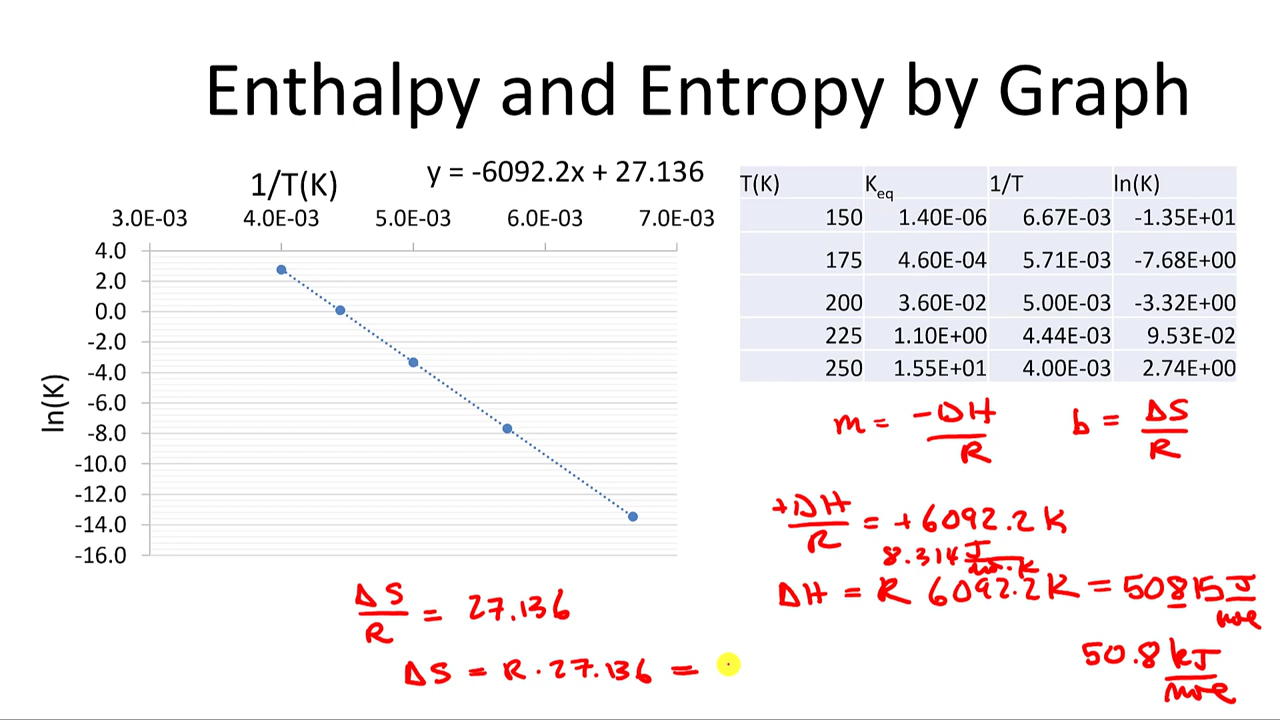 Enthalpy and Entropy by Graph
1/T(K)
y = -6092.2x + 27.136
3.0E-03 4.0E-03 5.0E-03 6.0E-03 7.0E-03
4.0
2.0
0.0
-2.0
-4.0
-6.0
-8.0
-10.0
-12.0
-14.0
-16.0
ln(K)
T(K) Keq 1/T ln(K)
150 1.40E-06 6.67E-03 -1.35E+01
175 4.60E-04 5.71E-03 -7.68E+00
200 3.60E-02 5.00E-03 -3.32E+00
225 1.10E+00 4.44E-03 9.53E-02
250 1.55E+01 4.00E-03 2.74E+00
m = -ΔH/R b = ΔS/R
+ΔH/R = +6092.2 K
8.314 J/mol·K
ΔH = R 6092.2 K = 50815 J/mol
50.8 kJ/mol
ΔS/R = 27.136
ΔS = R · 27.136 =